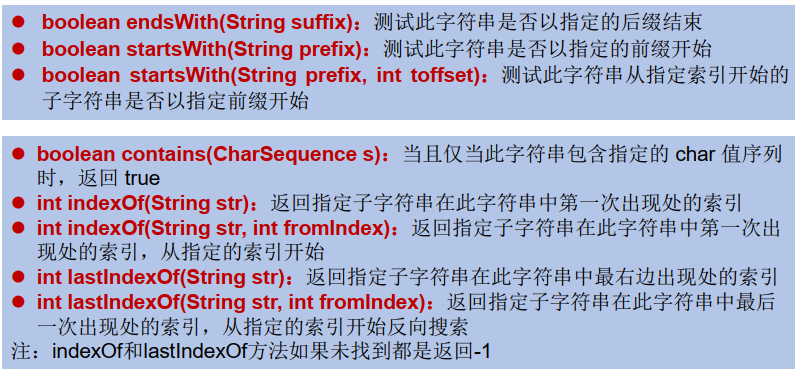 ● boolean endsWith(String suffix)：测试此字符串是否以指定的后缀结束
● boolean startsWith(String prefix)：测试此字符串是否以指定的前缀开始
● boolean startsWith(String prefix, int toffset)：测试此字符串从指定索引开始的
子字符串是否以指定前缀开始
● boolean contains(CharSequence s)：当且仅当此字符串包含指定的 char 值序列
时，返回 true
● int indexOf(String str)：返回指定子字符串在此字符串中第一次出现处的索引
● int indexOf(String str, int fromIndex)：返回指定子字符串在此字符串中第一次出
现处的索引，从指定的索引开始
● int lastIndexOf(String str)：返回指定子字符串在此字符串中最右边出现处的索引
● int lastIndexOf(String str, int fromIndex)：返回指定子字符串在此字符串中最后
一次出现处的索引，从指定的索引开始反向搜索
注：indexOf和lastIndexOf方法如果未找到都是返回-1